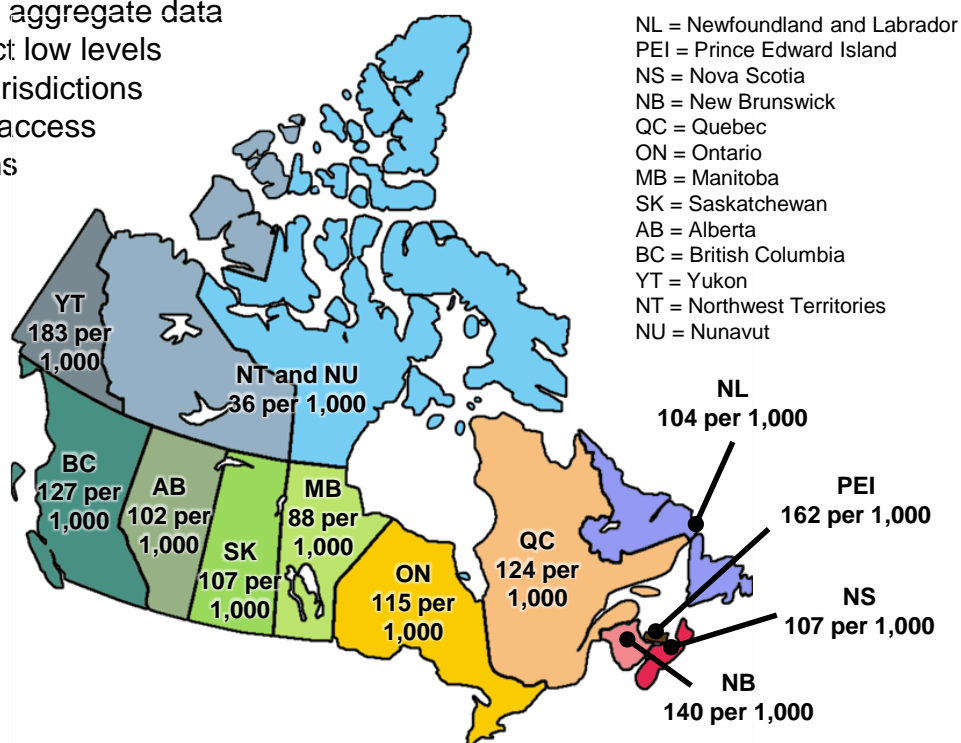 aggregate data
low levels
access
NL = Newfoundland and Labrador
PEI = Prince Edward Island
NS = Nova Scotia
NB = New Brunswick
QC = Quebec
ON = Ontario
MB = Manitoba
SK = Saskatchewan
AB = Alberta
BC = British Columbia
YT = Yukon
NT = Northwest Territories
NU = Nunavut
YT
183 per
1,000
NT and NU
36 per 1,000
BC
127 per
1,000
AB
102 per
1,000
SK
107 per
1,000
MB
88 per
1,000
ON
115 per
1,000
QC
124 per
1,000
NL
104 per 1,000
PEI
162 per 1,000
NS
107 per 1,000
NB
140 per 1,000